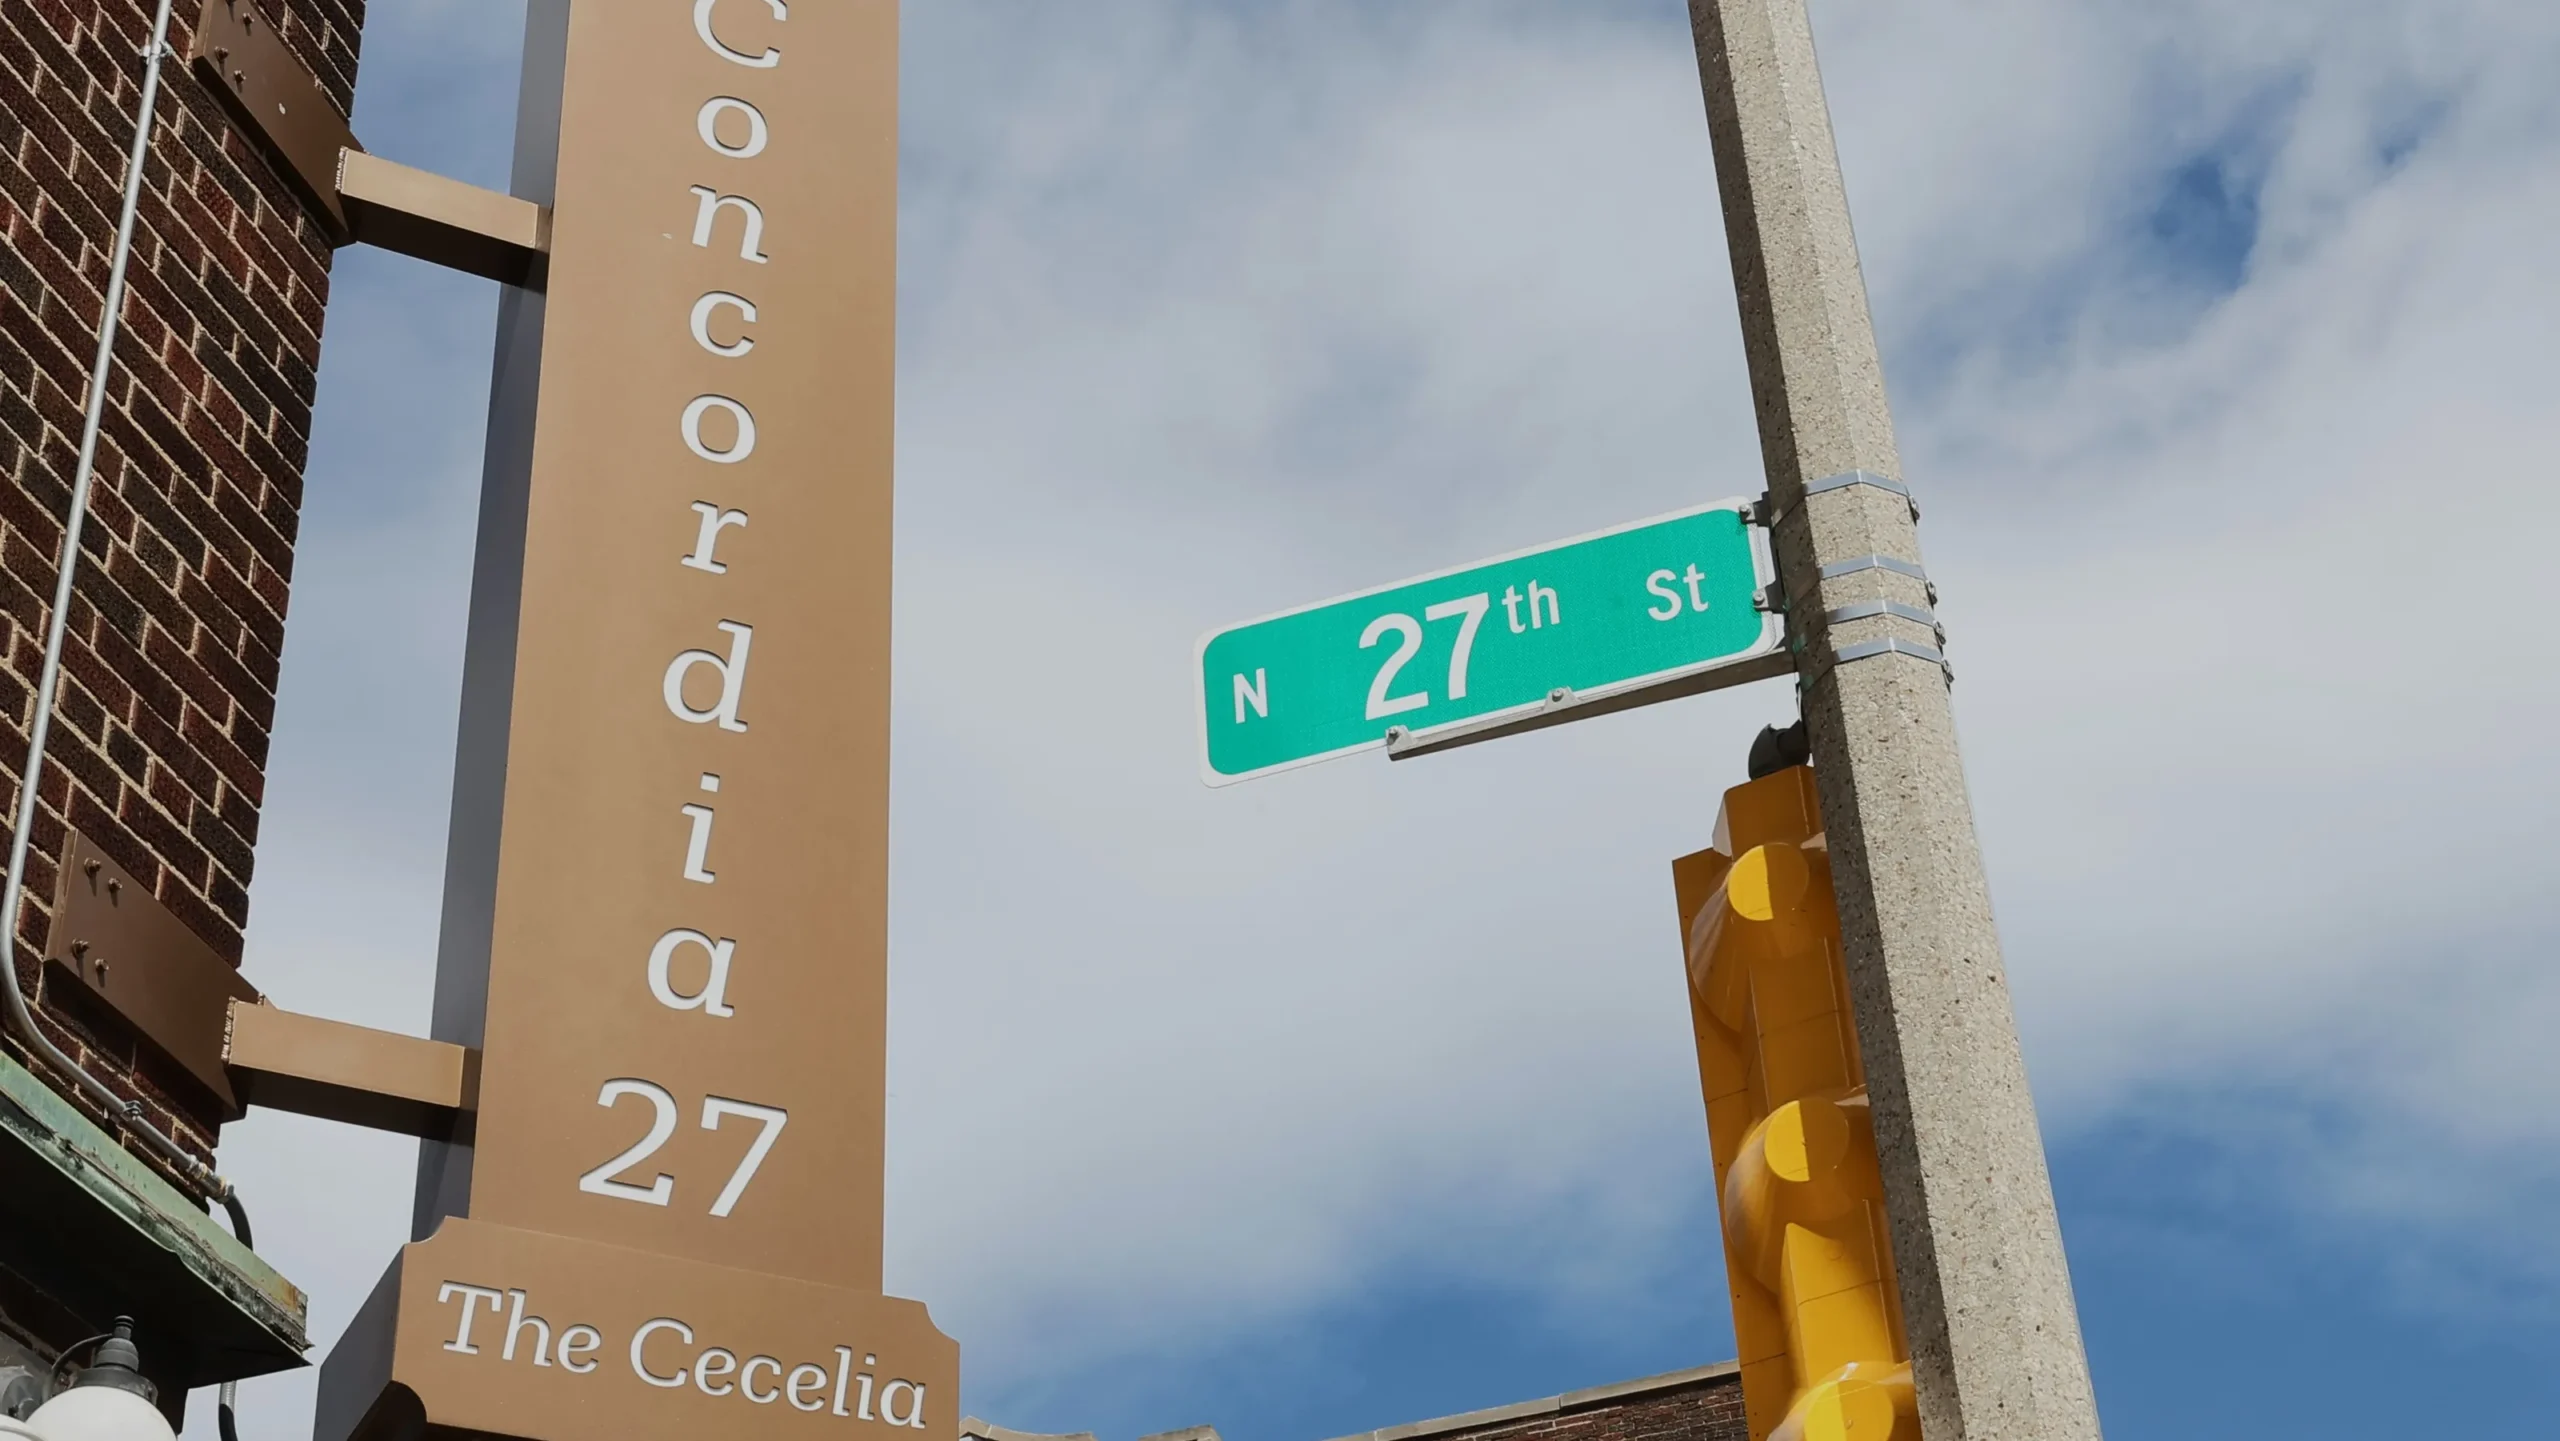 Concordia
27
The Cecelia
N 27th St